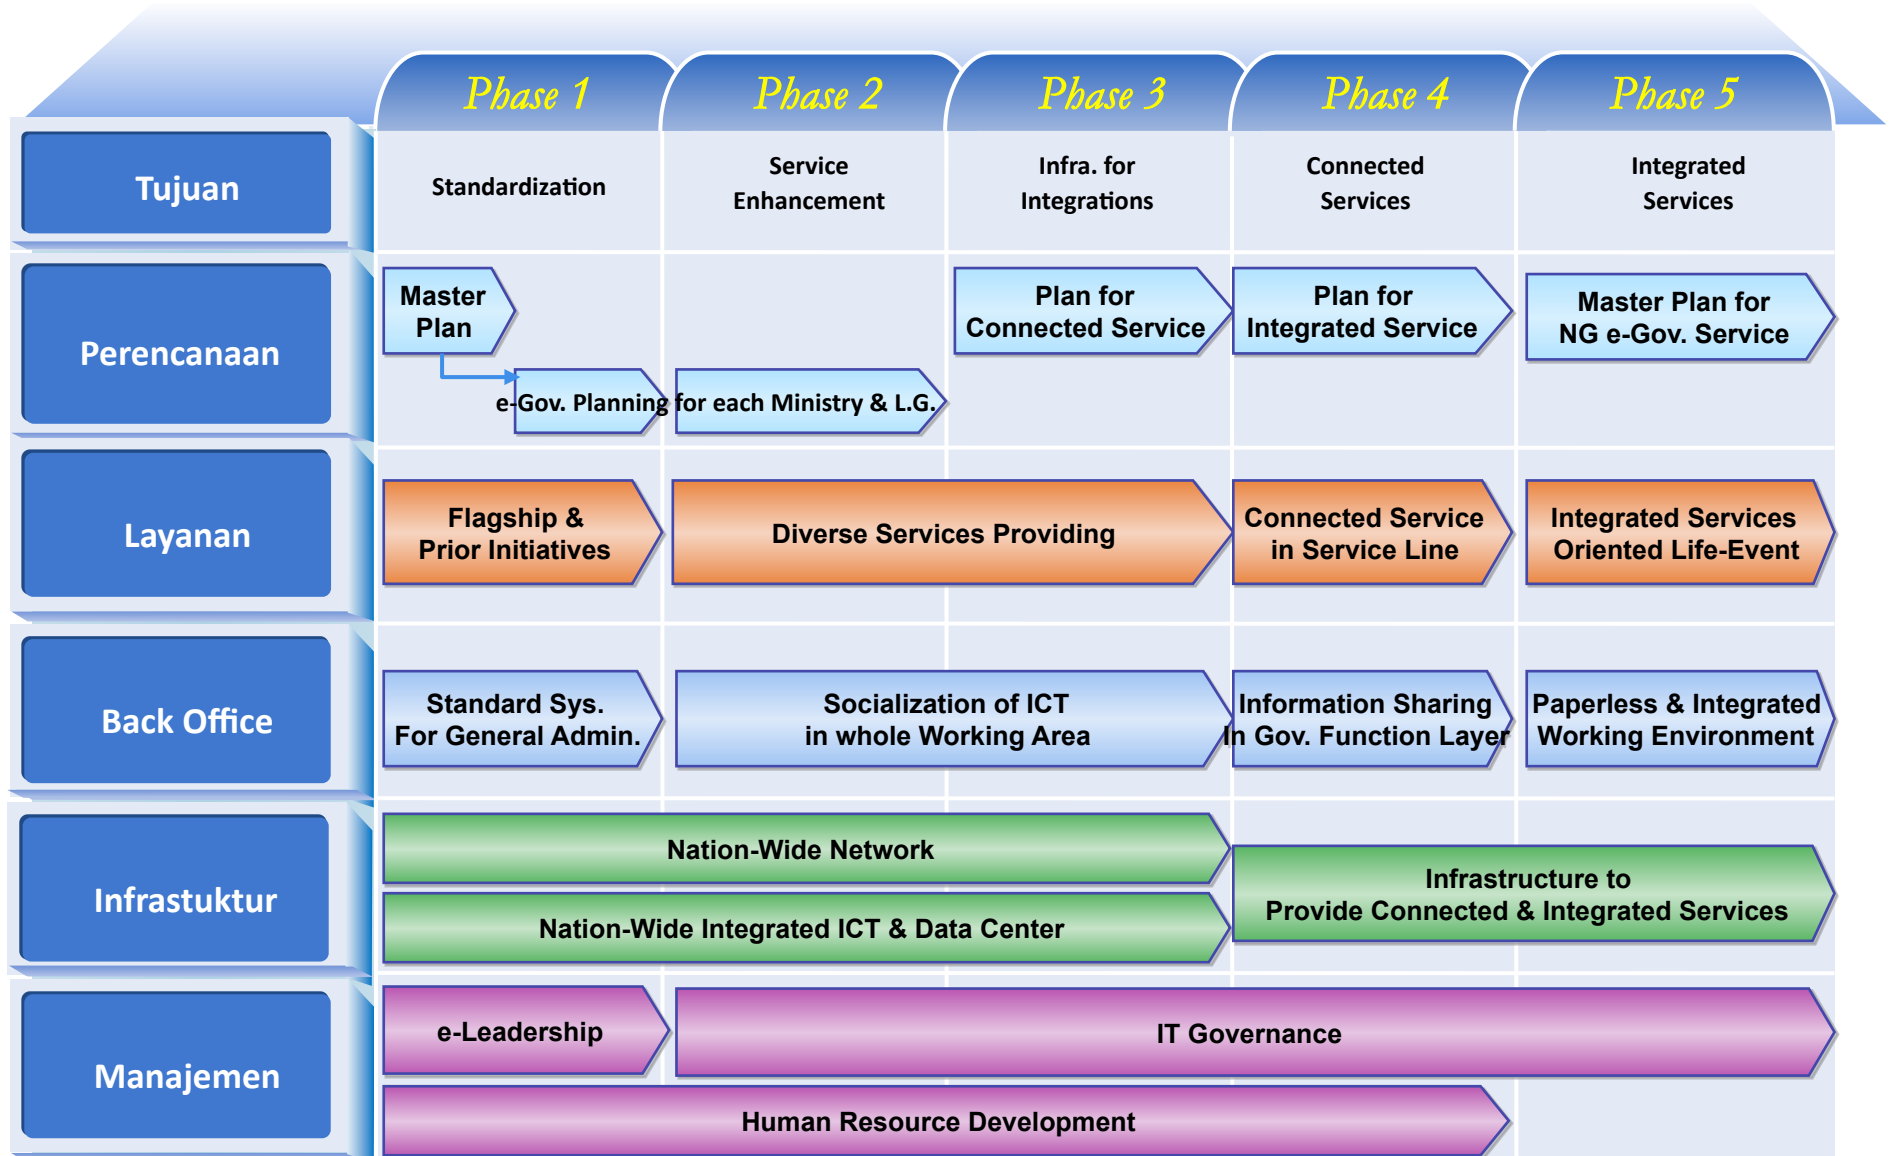 Phase 1
Phase 2
Phase 3
Phase 4
Phase 5
Tujuan
Standardization
Service
Enhancement
Infra. for
Integrations
Connected
Services
Integrated
Services
Perencanaan
Master
Plan
e-Gov. Planning for each Ministry & L.G.
Plan for
Connected Service
Plan for
Integrated Service
Master Plan for
NG e-Gov. Service
Layanan
Flagship &
Prior Initiatives
Diverse Services Providing
Connected Service
in Service Line
Integrated Services
Oriented Life-Event
Back Office
Standard Sys.
For General Admin.
Socialization of ICT
in whole Working Area
Information Sharing
In Gov. Function Layer
Paperless & Integrated
Working Environment
Infrastuktur
Nation-Wide Network
Nation-Wide Integrated ICT & Data Center
Infrastructure to
Provide Connected & Integrated Services
Manajemen
e-Leadership
IT Governance
Human Resource Development